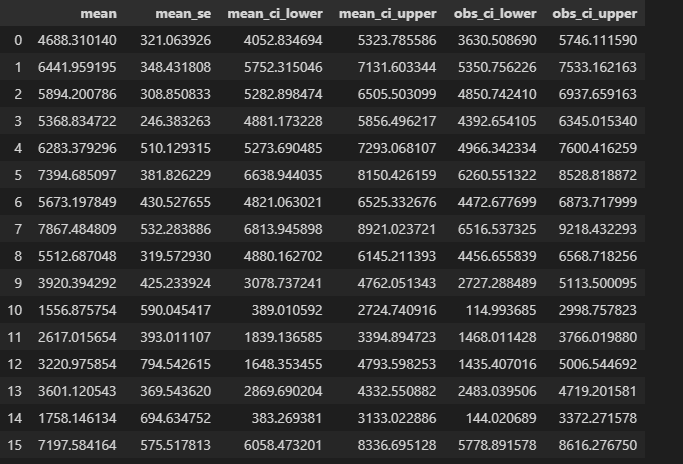 mean mean_se mean_ci_lower mean_ci_upper obs_ci_lower obs_ci_upper
0 4688.310140 321.063926 4052.834694 5323.785586 3630.508690 5746.111590
1 6441.959195 348.431808 5752.315046 7131.603344 5350.756226 7533.162163
2 5894.200786 308.850833 5282.898474 6505.503099 4850.742410 6937.659163
3 5368.834722 246.383263 4881.173228 5856.496217 4392.654105 6345.015340
4 6283.379296 510.129315 5273.690485 7293.068107 4966.342334 7600.416259
5 7394.685097 381.826229 6638.944035 8150.426159 6260.551322 8528.818872
6 5673.197849 430.527655 4821.063021 6525.332676 4472.677699 6873.717999
7 7867.484809 532.283886 6813.945898 8921.023721 6516.537325 9218.432293
8 5512.687048 319.572930 4880.162702 6145.211393 4456.655839 6568.718256
9 3920.394292 425.233924 3078.737241 4762.051343 2727.288489 5113.500095
10 1556.875754 590.045417 389.010592 2724.740916 114.993685 2998.757823
11 2617.015654 393.011107 1839.136585 3394.894723 1468.011428 3766.019880
12 3220.975854 794.542615 1648.353455 4793.598253 1435.407016 5006.544692
13 3601.120543 369.543620 2869.690204 4332.550882 2483.039506 4719.201581
14 1758.146134 694.634752 383.269381 3133.022886 144.020689 3372.271578
15 7197.584164 575.517813 6058.473201 8336.695128 5778.891578 8616.276750